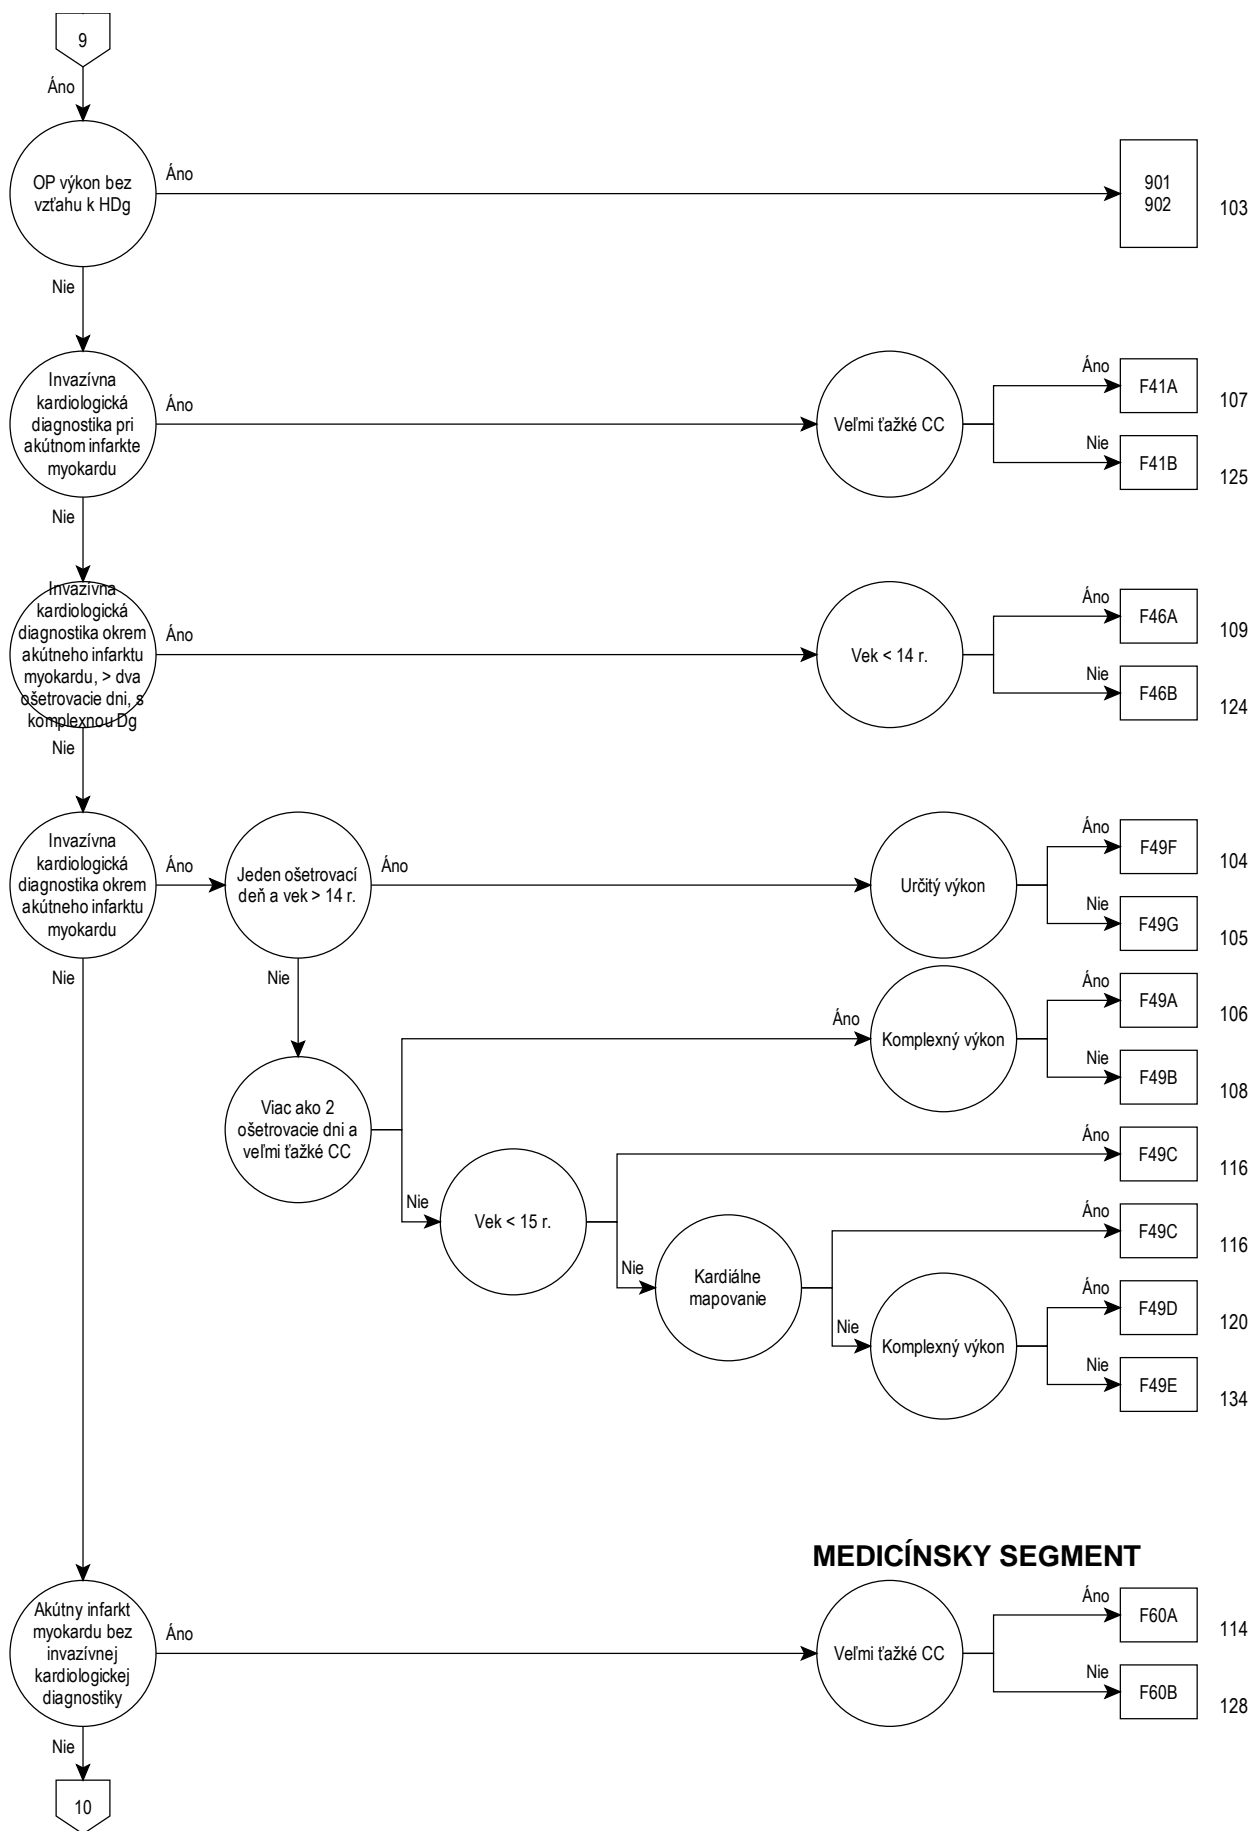 9
Áno
OP výkon bez
vzťahu k HDg
Áno
901
902
103
Nie
Invazívna
kardiologická
diagnostika pri
akútnom infarkte
myokardu
Áno
Veľmi ťažké CC
Áno
F41A
107
Nie
F41B
125
Nie
Invazívna
kardiologická
diagnostika okrem
akútneho infarktu
myokardu, > dva
ošetrovacie dni, s
komplexnou Dg
Áno
Vek < 14 r.
Áno
F46A
109
Nie
F46B
124
Nie
Invazívna
kardiologická
diagnostika okrem
akútneho infarktu
myokardu
Áno
Jeden ošetrovací
deň a vek > 14 r.
Áno
Určitý výkon
Áno
F49F
104
Nie
F49G
105
Nie
Nie
Viac ako 2
ošetrovacie dni a
veľmi ťažké CC
Áno
Komplexný výkon
Áno
F49A
106
Nie
F49B
108
Nie
Vek < 15 r.
Áno
F49C
116
Nie
Kardiálne
mapovanie
Áno
F49C
116
Nie
Komplexný výkon
Áno
F49D
120
Nie
F49E
134
MEDICÍNSKY SEGMENT
Akútny infarkt
myokardu bez
invazívnej
kardiologickej
diagnostiky
Áno
Veľmi ťažké CC
Áno
F60A
114
Nie
F60B
128
Nie
10